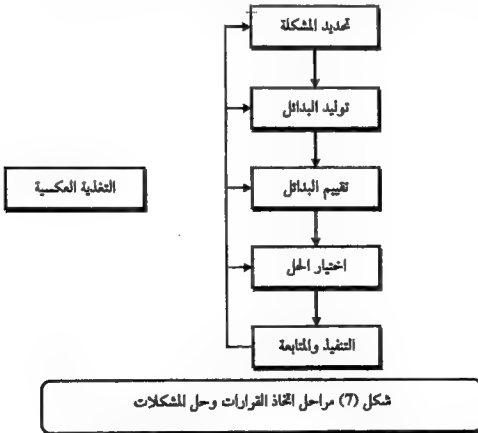 تحديد المشكلة
توليد البدائل
تقييم البدائل
التغذية العكسية
اختيار الحل
التنفيذ والمتابعة
شكل (7) مراحل اتخاذ القرارات وحل المشكلات